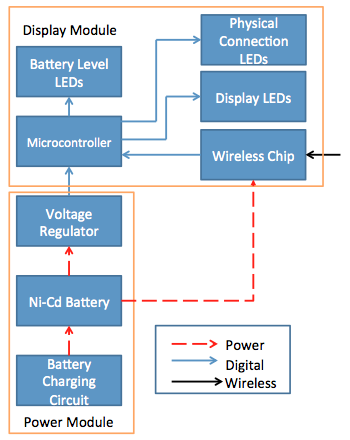 Display Module
Physical
Connection
LEDs
Battery Level
LEDs
Display LEDs
Microcontroller
Wireless Chip
Voltage
Regulator
Ni-Cd Battery
Battery
Charging
Circuit
Power Module
Power
Digital
Wireless